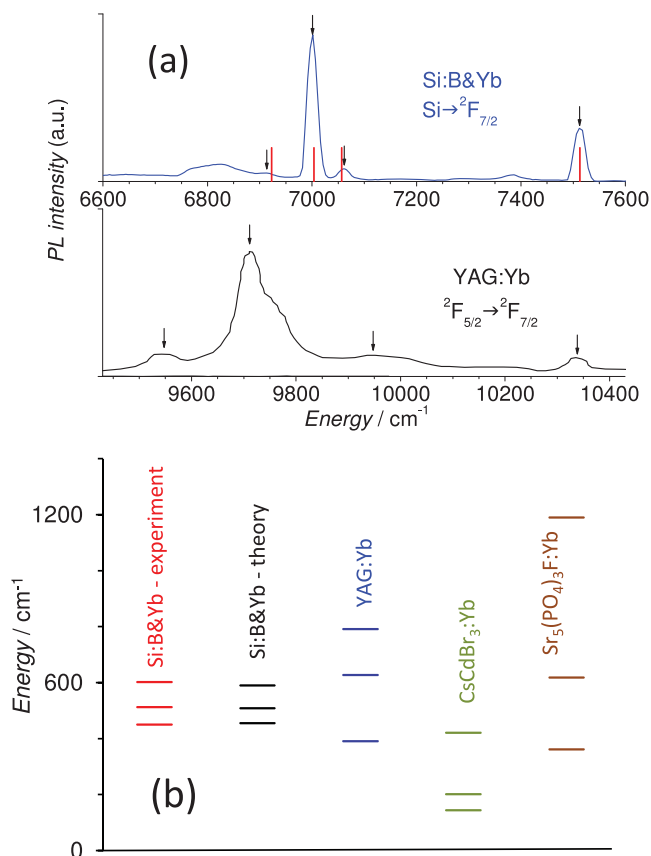 (a)
Si:B&Yb
Si→²F₇/₂
PL intensity (a.u.)
6600 6800 7000 7200 7400 7600
YAG:Yb
²F₅/₂→²F₇/₂
9600 9800 10000 10200 10400
Energy / cm⁻¹
(b)
Energy / cm⁻¹
1200
600
0
Si:B&Yb - experiment
Si:B&Yb - theory
YAG:Yb
CsCdBr₃:Yb
Sr₅(PO₄)₃F:Yb